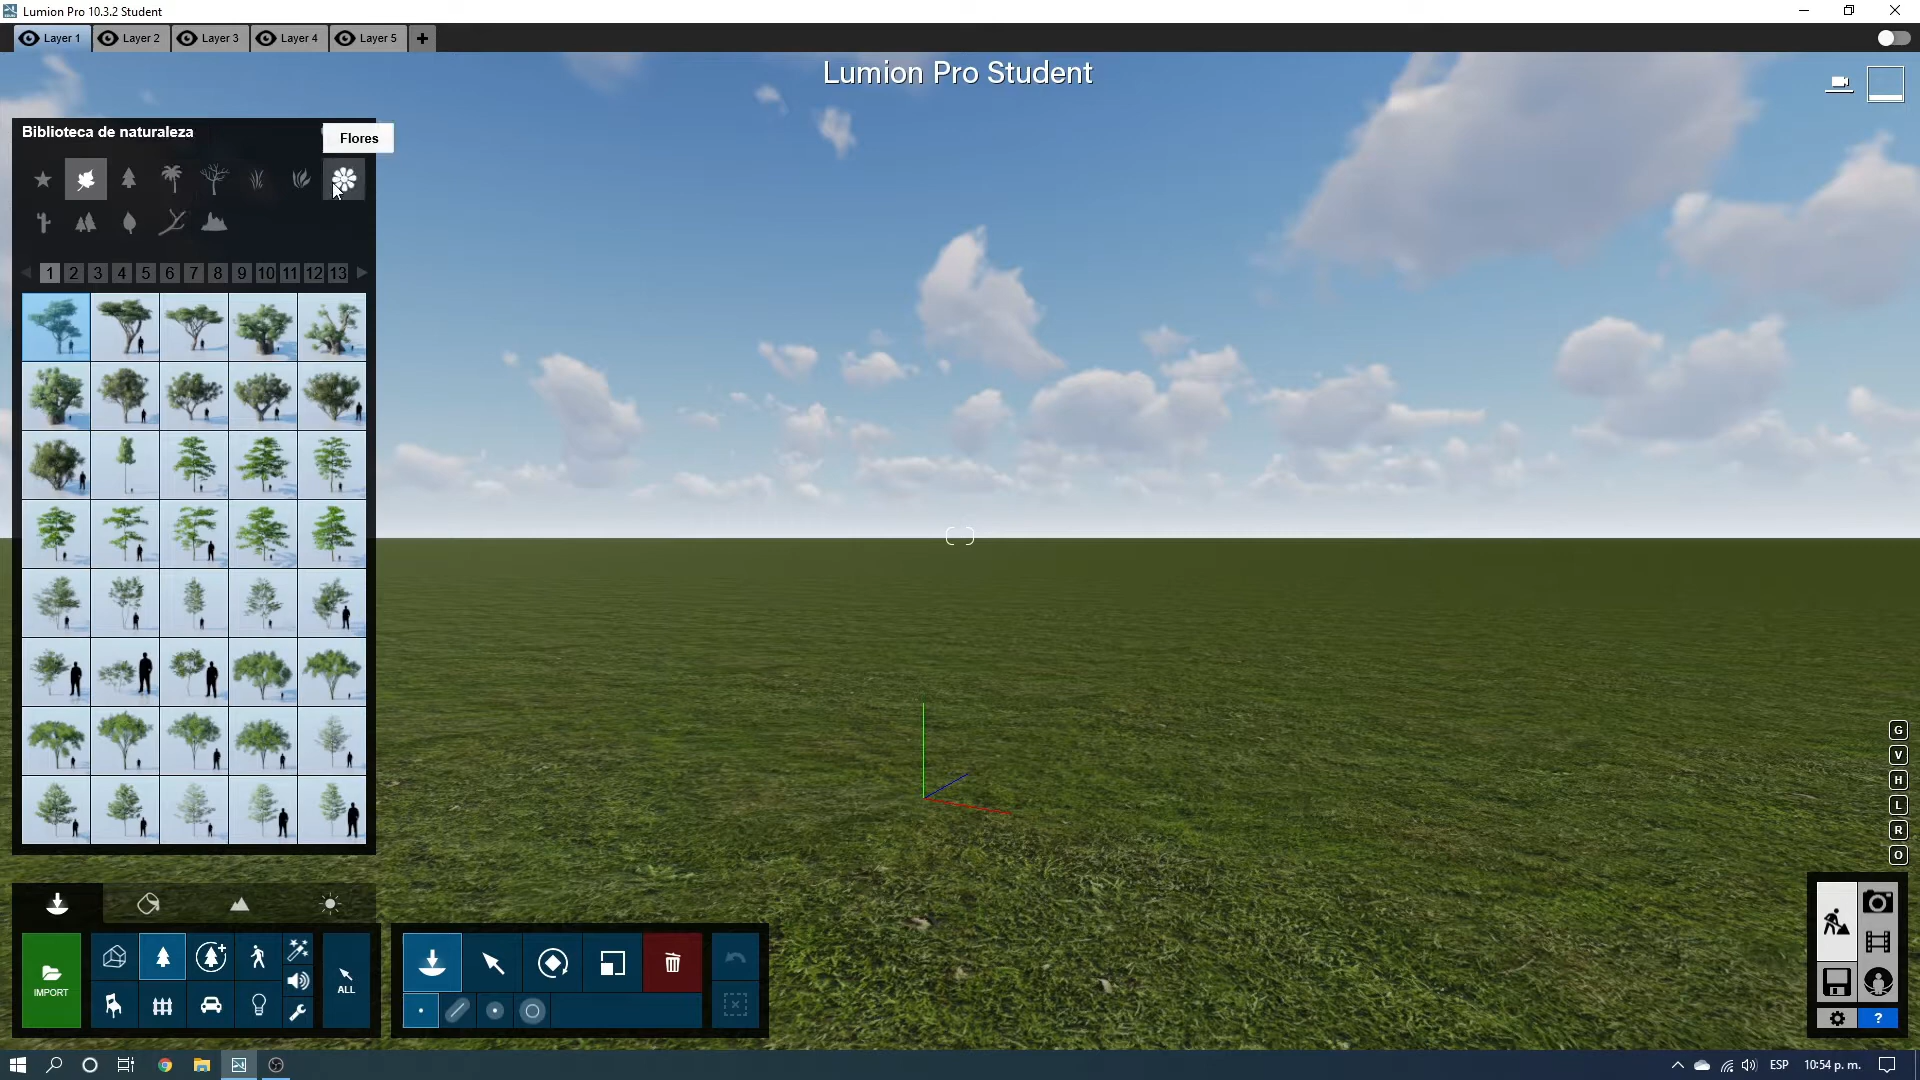 Lumion Pro 10.3.2 Student
Layer 1
Layer 2
Layer 3
Layer 4
Layer 5
+
Lumion Pro Student
Biblioteca de naturaleza
Flores
1 2 3 4 5 6 7 8 9 10 11 12 13
G
V
H
L
R
O
IMPORT
ALL
?
ESP
10:54 p. m.